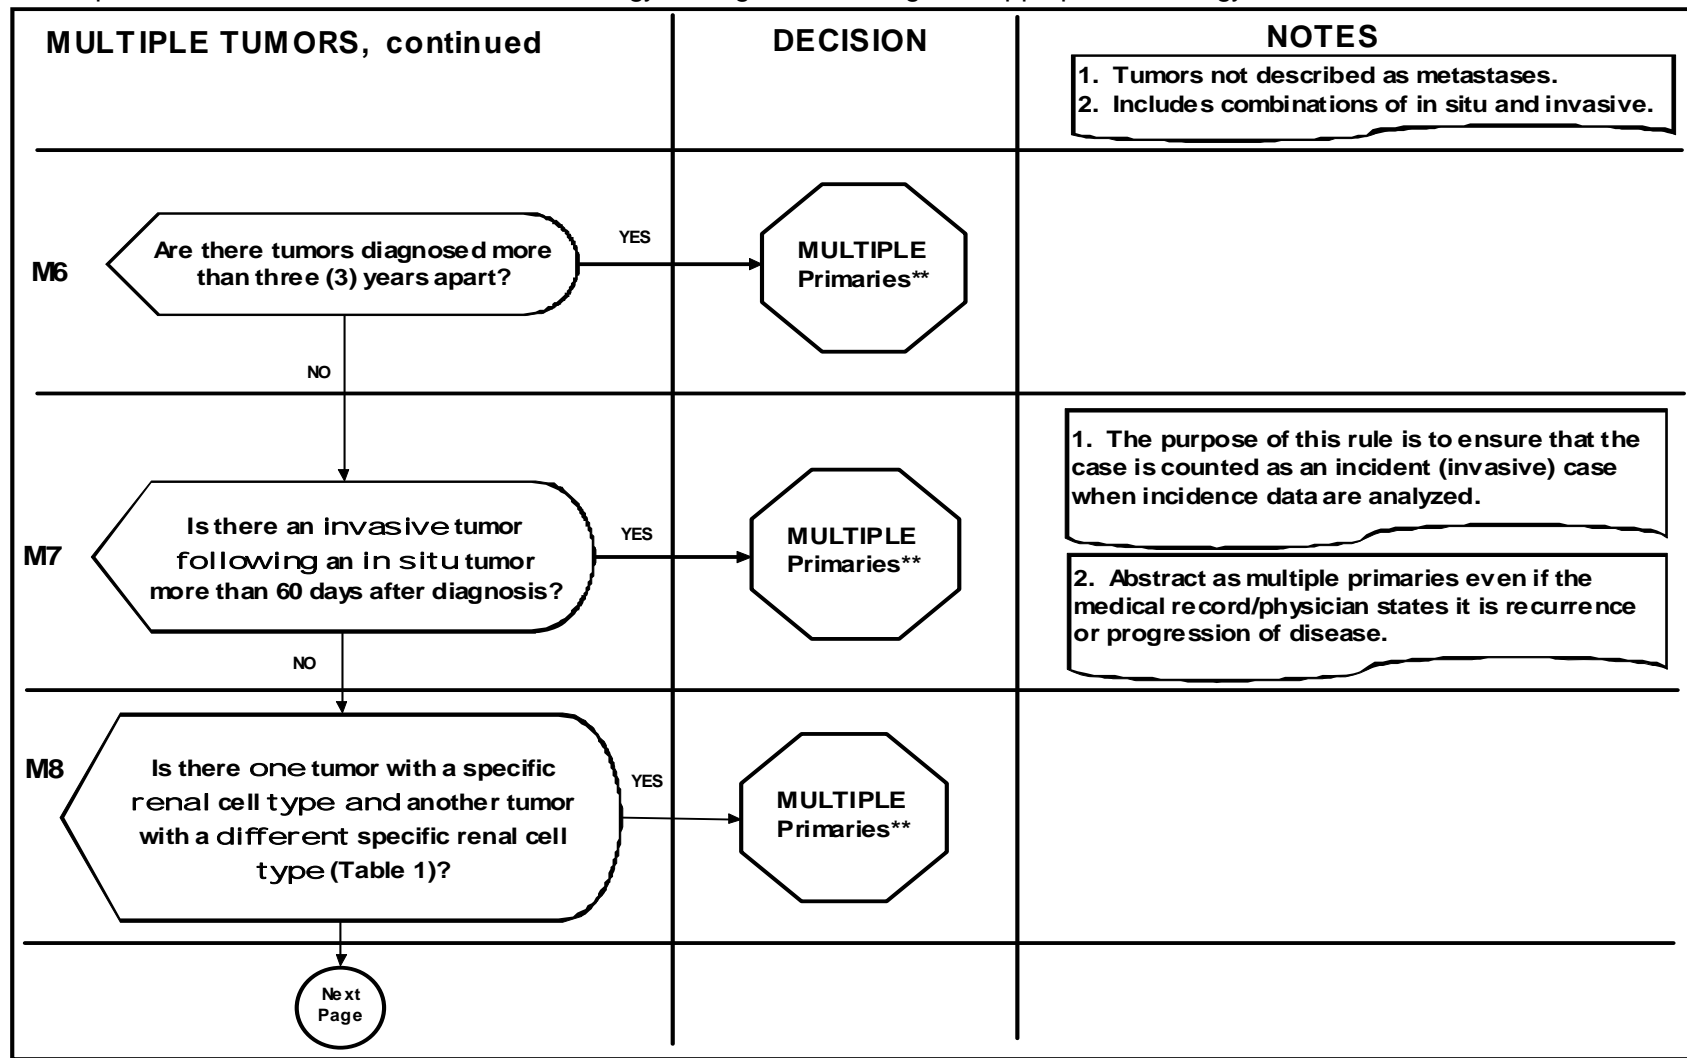 MULTIPLE TUMORS, continued
DECISION
NOTES
1. Tumors not described as metastases.
2. Includes combinations of in situ and invasive.
M6
Are there tumors diagnosed more
than three (3) years apart?
YES
MULTIPLE
Primaries**
NO
M7
Is there an invasive tumor
following an in situ tumor
more than 60 days after diagnosis?
YES
MULTIPLE
Primaries**
1. The purpose of this rule is to ensure that the
case is counted as an incident (invasive) case
when incidence data are analyzed.
2. Abstract as multiple primaries even if the
medical record/physician states it is recurrence
or progression of disease.
NO
M8
Is there one tumor with a specific
renal cell type and another tumor
with a different specific renal cell
type (Table 1)?
YES
MULTIPLE
Primaries**
Next
Page